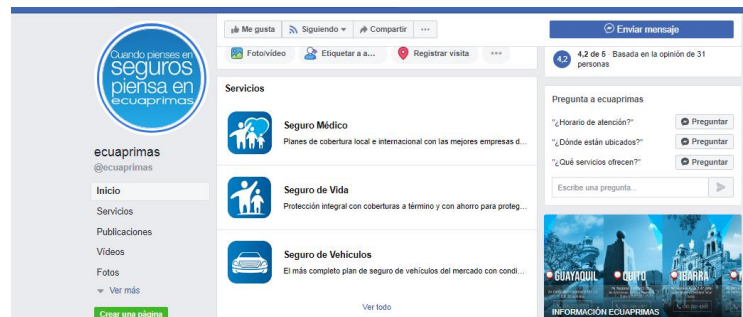 Cuando pienses en
seguros
piensa en
ecuaprimas
ecuaprimas
@ecuaprimas
Inicio
Servicios
Publicaciones
Vídeos
Fotos
Ver más
Crear una página
Me gusta
Siguiendo
Compartir
Foto/vídeo
Etiquetar a a...
Registrar visita
Servicios
Seguro Médico
Planes de cobertura local e internacional con las mejores empresas d...
Seguro de Vida
Protección integral con coberturas a término y con ahorro para proteg...
Seguro de Vehículos
El más completo plan de seguro de vehículos del mercado con condi...
Ver todo
Enviar mensaje
4,2
4,2 de 5 · Basada en la opinión de 31
personas
Pregunta a ecuaprimas
"¿Horario de atención?"
Preguntar
"¿Dónde están ubicados?"
Preguntar
"¿Qué servicios ofrecen?"
Preguntar
Escribe una pregunta...
GUAYAQUIL
QUITO
IBARRA
INFORMACIÓN ECUAPRIMAS